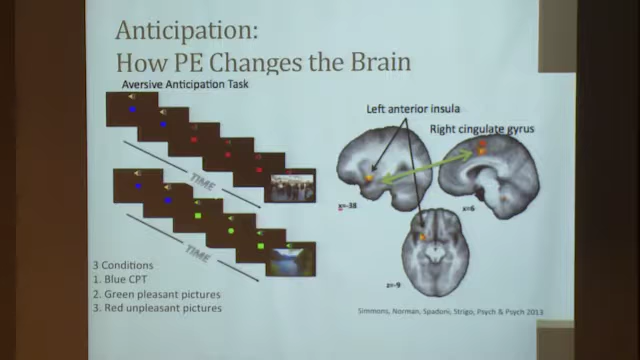 Anticipation:
How PE Changes the Brain
Aversive Anticipation Task
TIME
TIME
3 Conditions
1. Blue CPT
2. Green pleasant pictures
3. Red unpleasant pictures
Left anterior insula
Right cingulate gyrus
x=-38
x=6
z=-9
Simmons, Norman, Spadoni, Strigo, Psych & Psych 2013